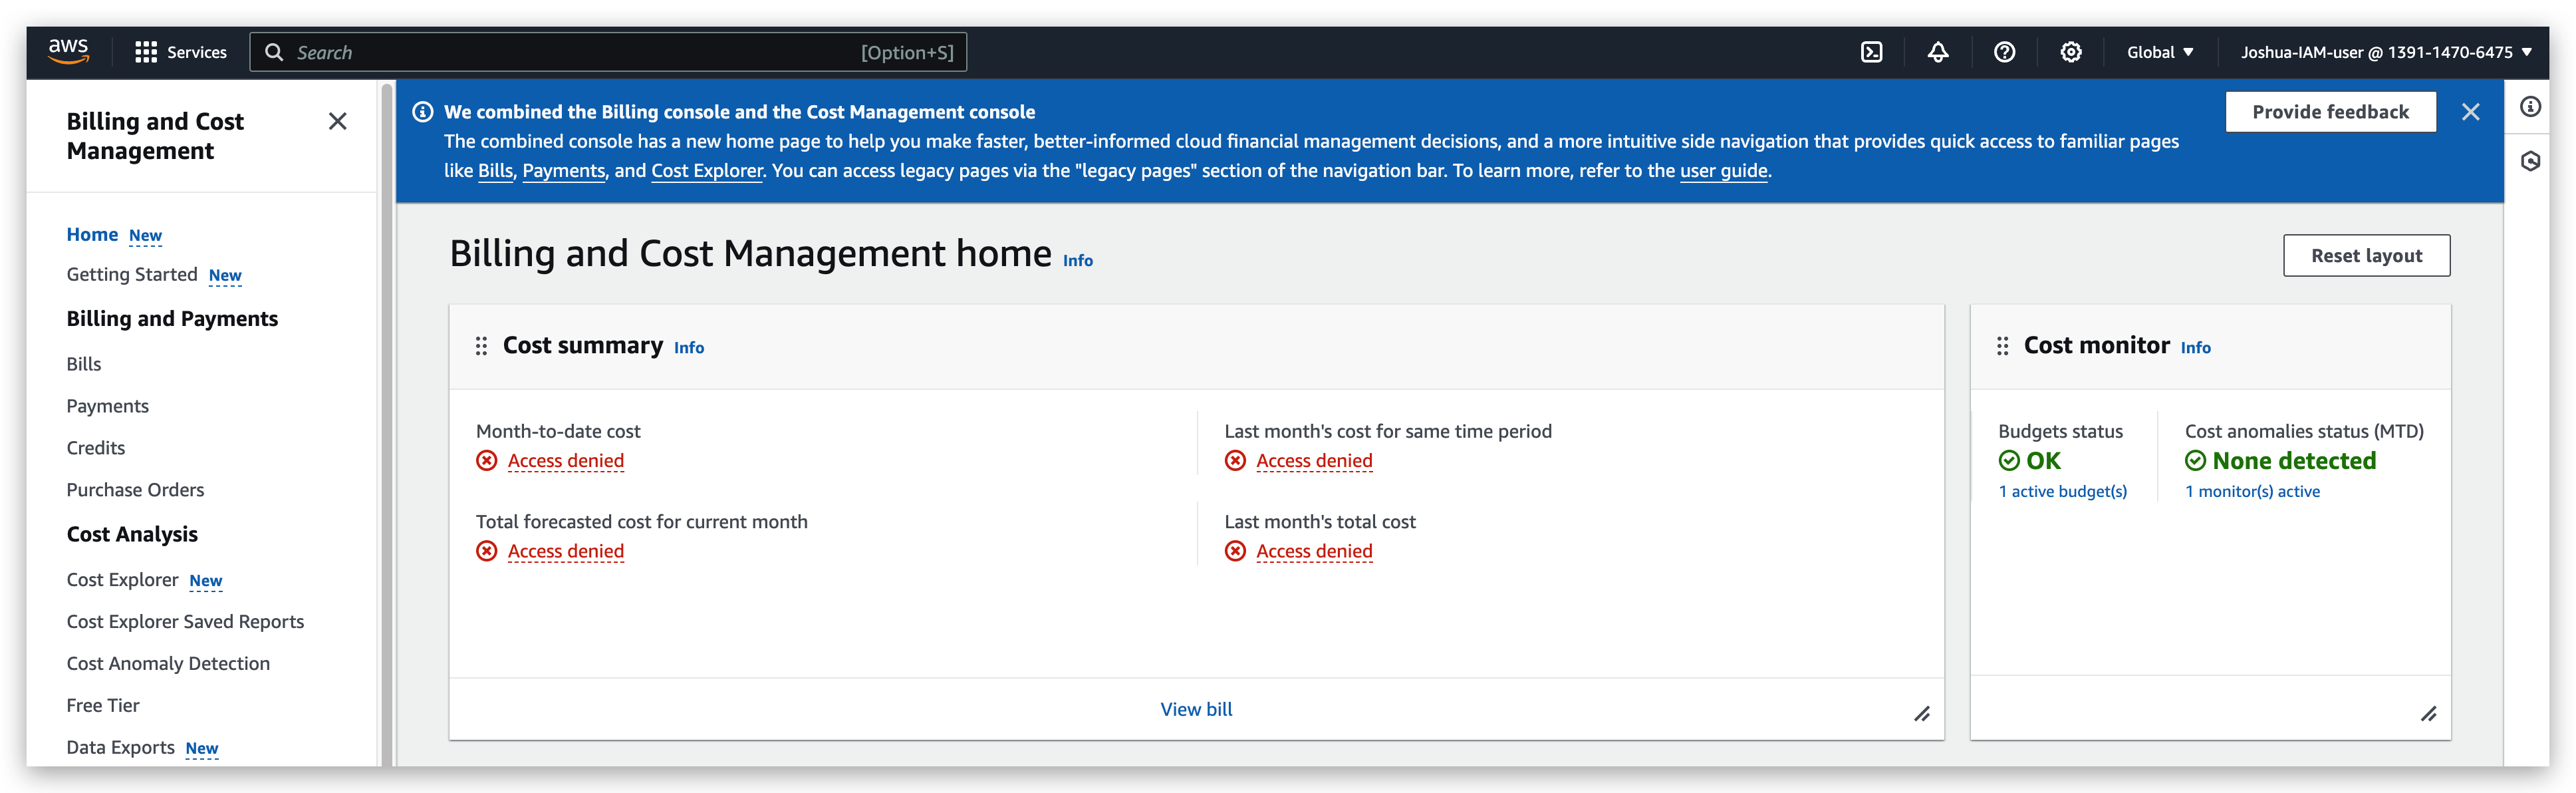 aws
Services
Search
[Option+S]
Global
Joshua-IAM-user @ 1391-1470-6475
Billing and Cost
Management
Home New
Getting Started New
Billing and Payments
Bills
Payments
Credits
Purchase Orders
Cost Analysis
Cost Explorer New
Cost Explorer Saved Reports
Cost Anomaly Detection
Free Tier
Data Exports New
We combined the Billing console and the Cost Management console
The combined console has a new home page to help you make faster, better-informed cloud financial management decisions, and a more intuitive side navigation that provides quick access to familiar pages
like Bills, Payments, and Cost Explorer. You can access legacy pages via the "legacy pages" section of the navigation bar. To learn more, refer to the user guide.
Provide feedback
Billing and Cost Management home Info
Reset layout
Cost summary Info
Month-to-date cost
Access denied
Last month's cost for same time period
Access denied
Total forecasted cost for current month
Access denied
Last month's total cost
Access denied
View bill
Cost monitor Info
Budgets status
OK
1 active budget(s)
Cost anomalies status (MTD)
None detected
1 monitor(s) active